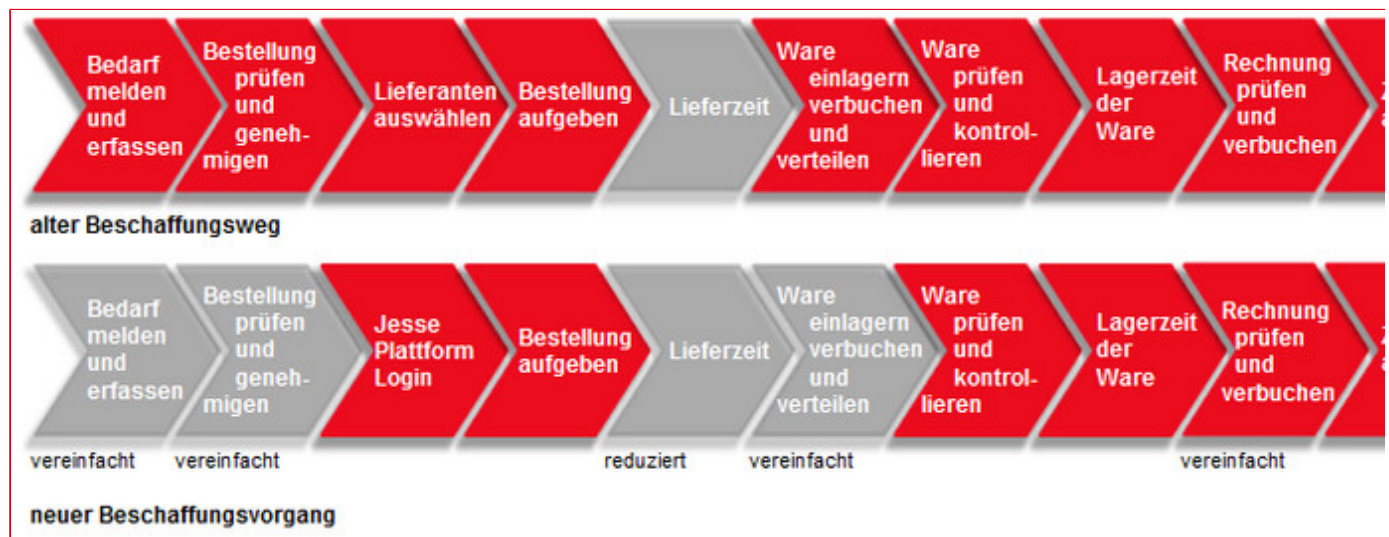 Bedarf
melden
und
erfassen
Bestellung
prüfen
und
geneh-
migen
Lieferanten
auswählen
Bestellung
aufgeben
Lieferzeit
Ware
einlagern
verbuchen
und
verteilen
Ware
prüfen
und
kontrol-
lieren
Lagerzeit
der
Ware
Rechnung
prüfen
und
verbuchen
alter Beschaffungsweg
Bedarf
melden
und
erfassen
Bestellung
prüfen
und
geneh-
migen
Jesse
Plattform
Login
Bestellung
aufgeben
Lieferzeit
Ware
einlagern
verbuchen
und
verteilen
Ware
prüfen
und
kontrol-
lieren
Lagerzeit
der
Ware
Rechnung
prüfen
und
verbuchen
vereinfacht
vereinfacht
reduziert
vereinfacht
vereinfacht
neuer Beschaffungsvorgang